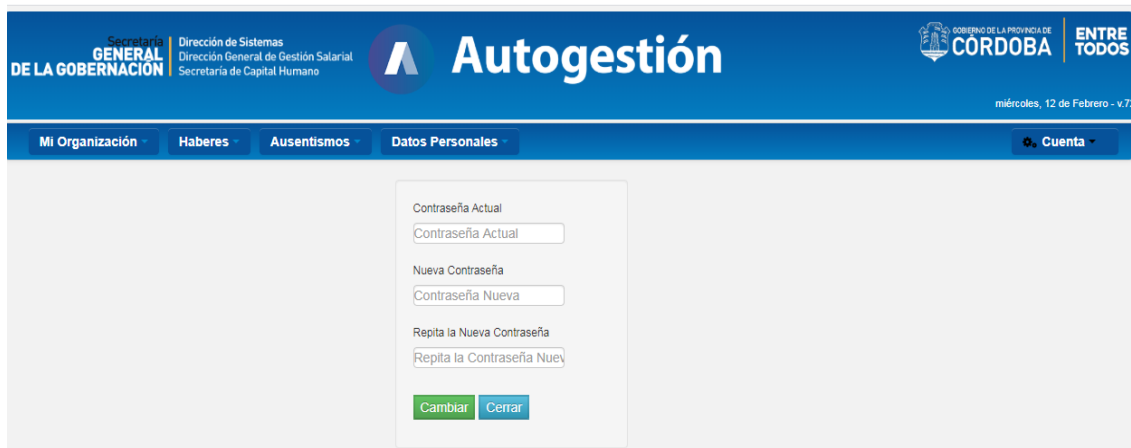 Secretaría
GENERAL
DE LA GOBERNACIÓN
Dirección de Sistemas
Dirección General de Gestión Salarial
Secretaría de Capital Humano
Autogestión
GOBIERNO DE LA PROVINCIA DE
CÓRDOBA
ENTRE
TODOS
miércoles, 12 de Febrero - v.7
Mi Organización
Haberes
Ausentismos
Datos Personales
Cuenta
Contraseña Actual
Contraseña Actual
Nueva Contraseña
Contraseña Nueva
Repita la Nueva Contraseña
Repita la Contraseña Nuev
Cambiar Cerrar